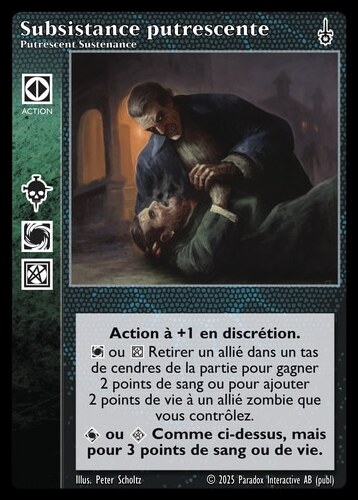 Subsistance putrescente
Putrescent Sustenance
ACTION
Action à +1 en discrétion.
ou Retirer un allié dans un tas
de cendres de la partie pour gagner
2 points de sang ou pour ajouter
2 points de vie à un allié zombie que
vous contrôlez.
ou Comme ci-dessus, mais
pour 3 points de sang ou de vie.
Illus. Peter Scholtz
© 2025 Paradox Interactive AB (publ)